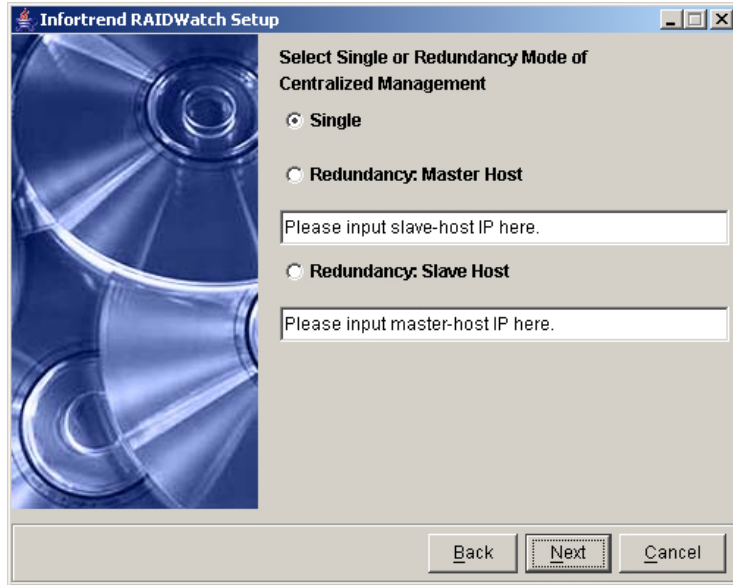 Infortrend RAIDWatch Setup
Select Single or Redundancy Mode of
Centralized Management
Single
Redundancy: Master Host
Please input slave-host IP here.
Redundancy: Slave Host
Please input master-host IP here.
Back
Next
Cancel